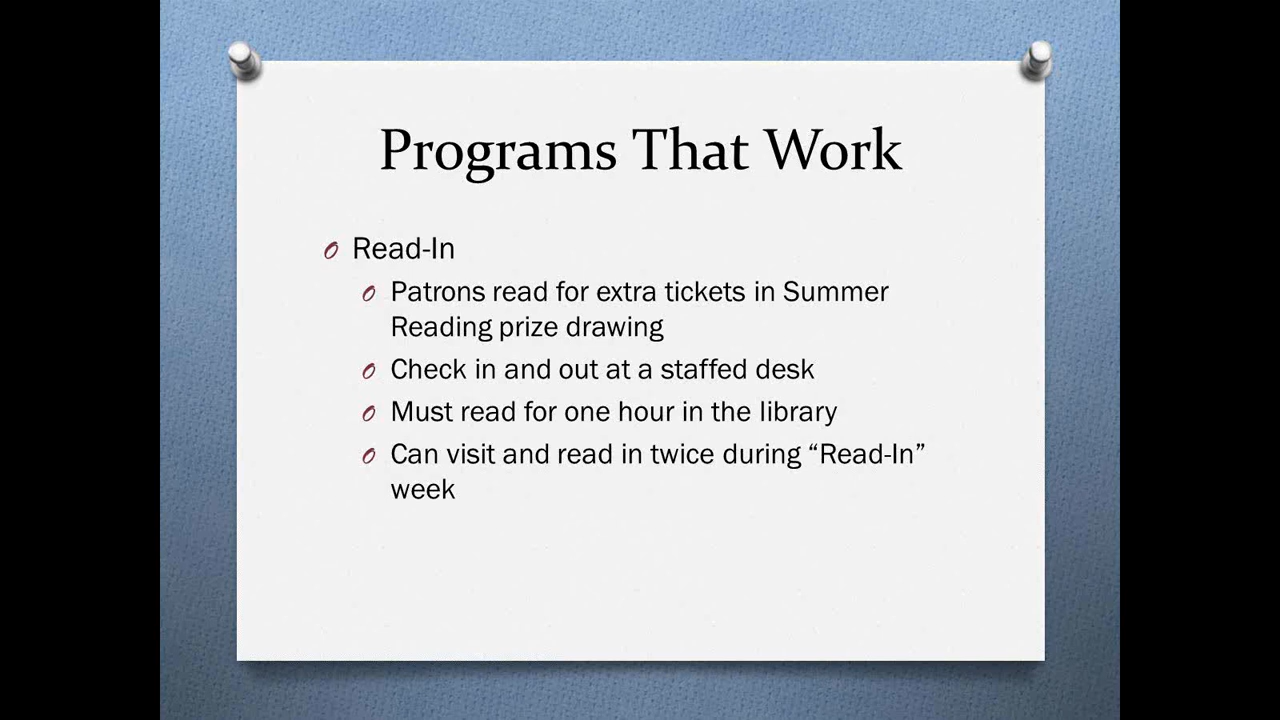 Programs That Work
Read-In
Patrons read for extra tickets in Summer
Reading prize drawing
Check in and out at a staffed desk
Must read for one hour in the library
Can visit and read in twice during “Read-In”
week